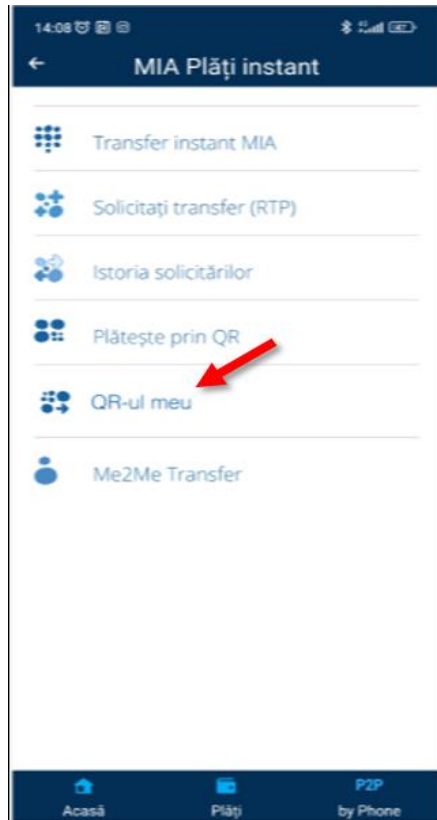 14:08
MIA Plăți instant
Transfer instant MIA
Solicitați transfer (RTP)
Istoria solicitărilor
Plătește prin QR
QR-ul meu
Me2Me Transfer
P2P
Acasă Plăți by Phone